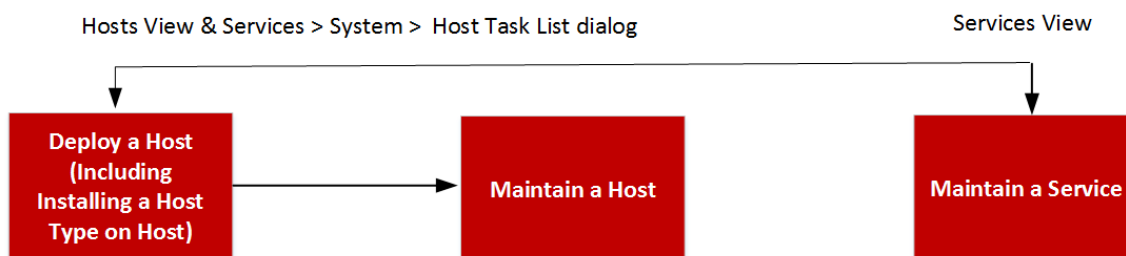 Hosts View & Services > System > Host Task List dialog
Services View
Deploy a Host
(Including
Installing a Host
Type on Host)
Maintain a Host
Maintain a Service